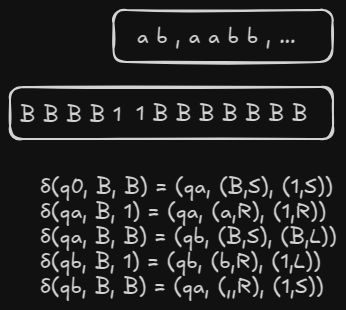 a b , a a b b , ...
B B B B 1 1 B B B B B B B
δ(q0, B, B) = (qa, (B,S), (1,S))
δ(qa, B, 1) = (qa, (a,R), (1,R))
δ(qa, B, B) = (qb, (B,S), (B,L))
δ(qb, B, 1) = (qb, (b,R), (1,L))
δ(qb, B, B) = (qa, (,,R), (1,S))